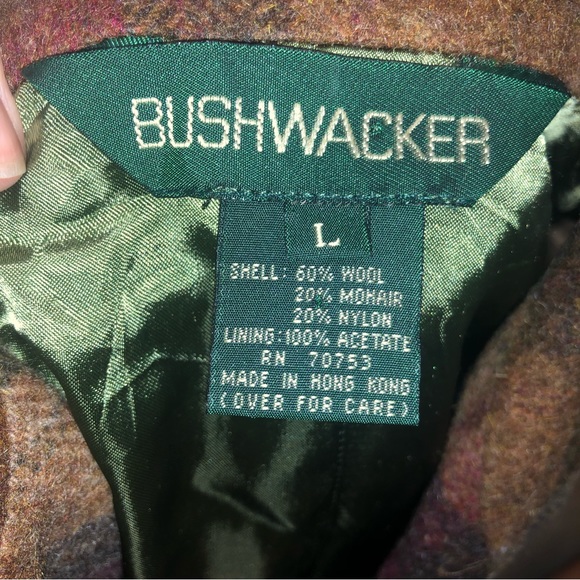 BUSHWACKER
L
SHELL: 60% WOOL
20% MOHAIR
20% NYLON
LINING: 100% ACETATE
RN 70753
MADE IN HONG KONG
(OVER FOR CARE)